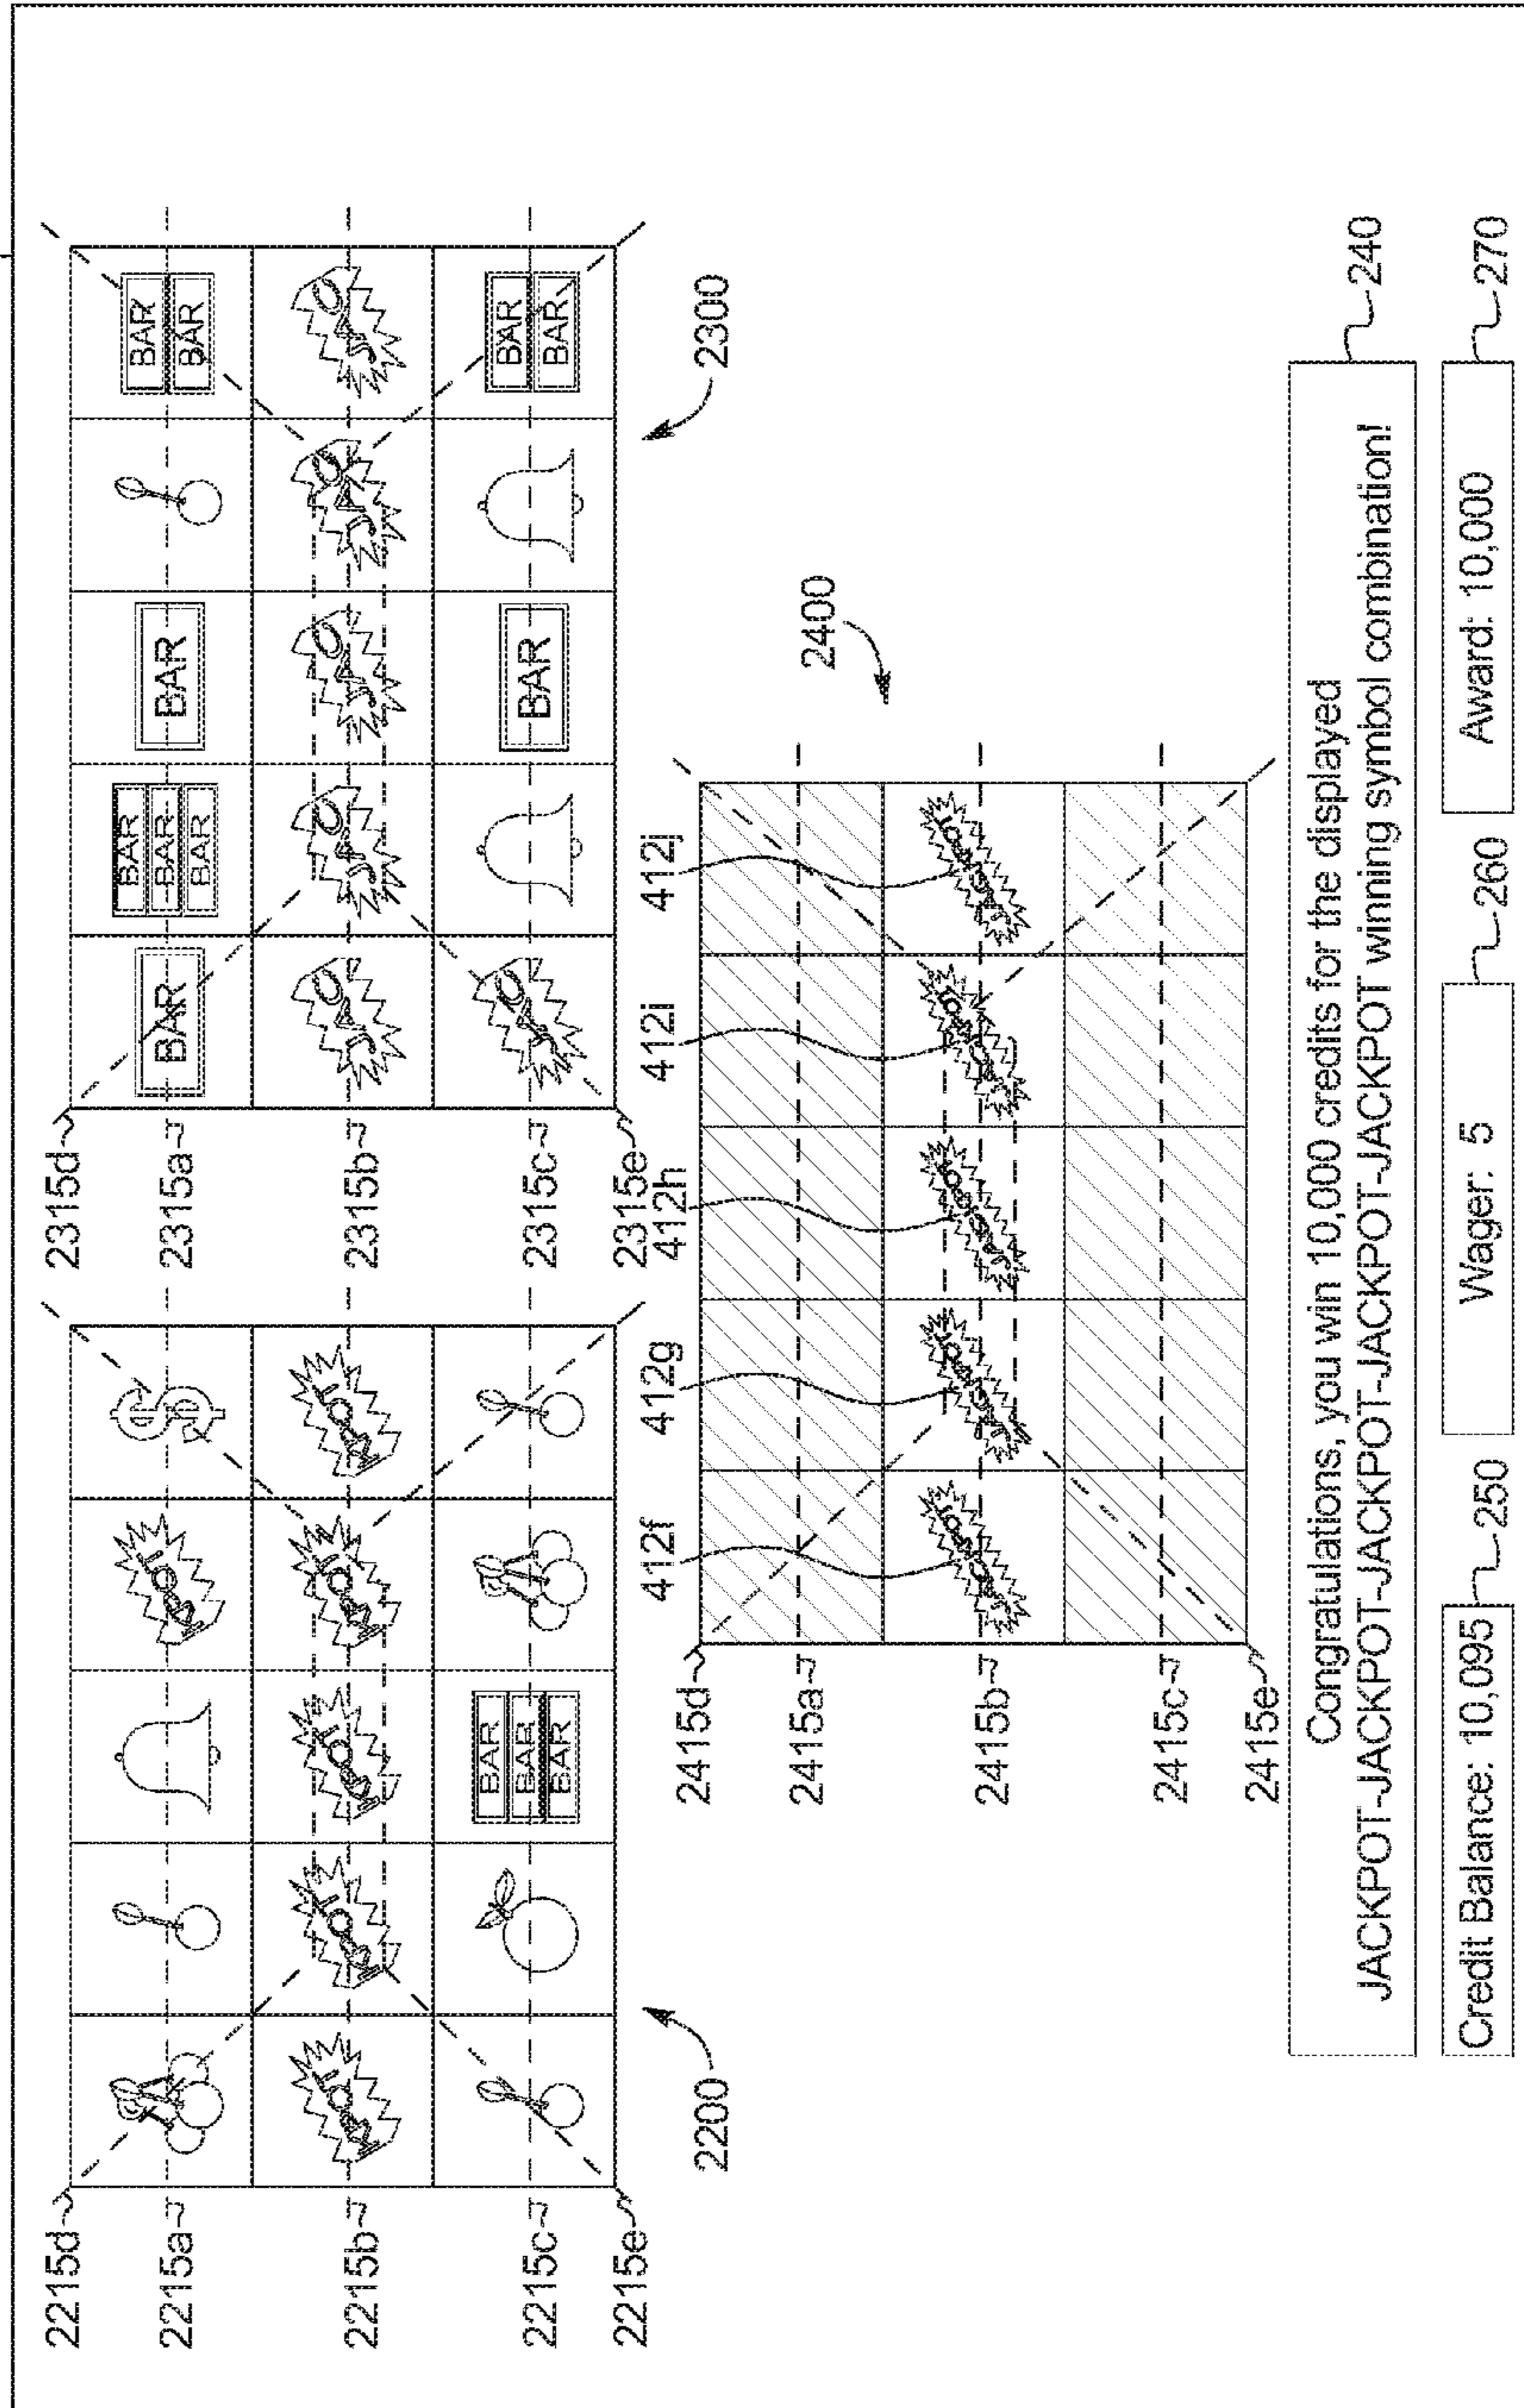 2215d
2215a
2215b
2215c
2215e
BAR
BAR
BAR
2200
2315d
2315a
2315b
2315c
2315e
BAR
BAR
BAR
BAR
BAR
BAR
BAR
BAR
BAR
BAR
2300
412f 412g 412h 412i 412j
2400
2415d
2415a
2415b
2415c
2415e
Congratulations, you win 10,000 credits for the displayed
JACKPOT-JACKPOT-JACKPOT-JACKPOT-JACKPOT winning symbol combination!
240
Credit Balance: 10,095
250
Wager: 5
260
Award: 10,000
270